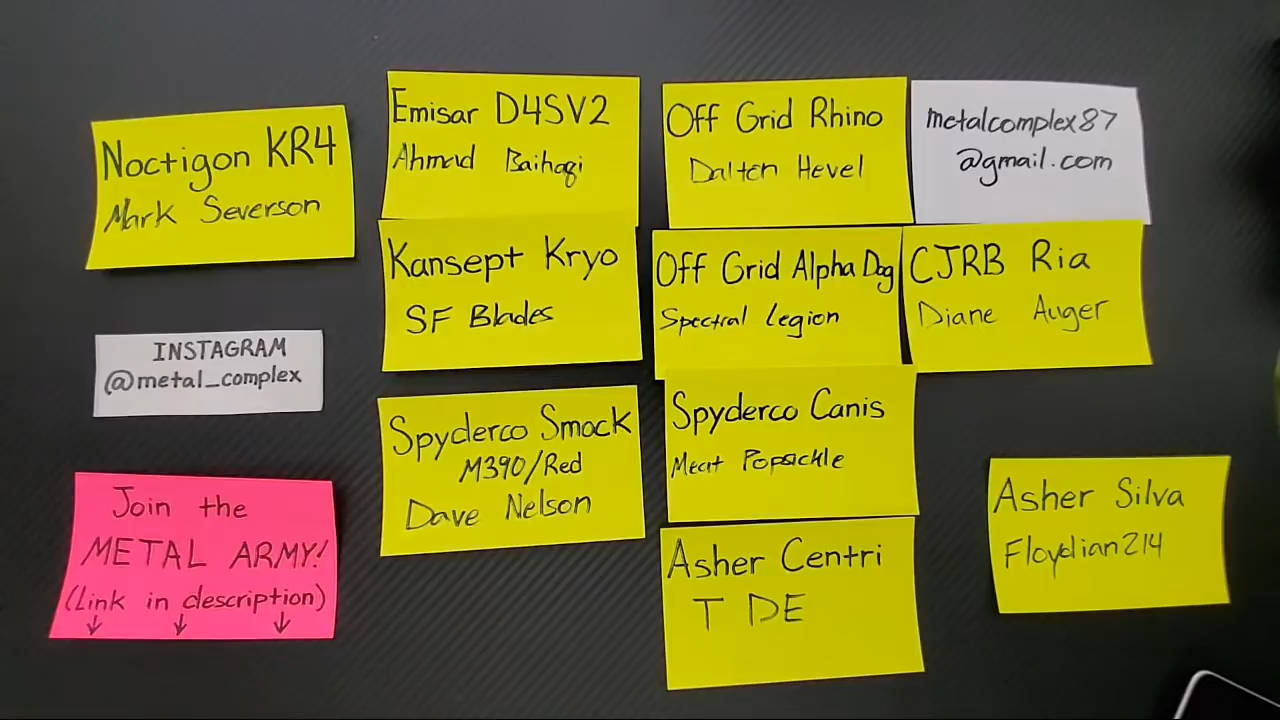 Noctigon KR4
Mark Severson
INSTAGRAM
@metal_complex
Join the
METAL ARMY!
(Link in description)
Emisar D4SV2
Ahmad Baihaqi
Kansept Kryo
SF Blades
Spyderco Smock
M390/Red
Dave Nelson
Off Grid Rhino
Dalton Hevel
Off Grid Alpha Dog
Spectral Legion
Spyderco Canis
Meat Popsickle
Asher Centri
T DE
metalcomplex87
@gmail.com
CJRB Ria
Diane Auger
Asher Silva
Floydian214